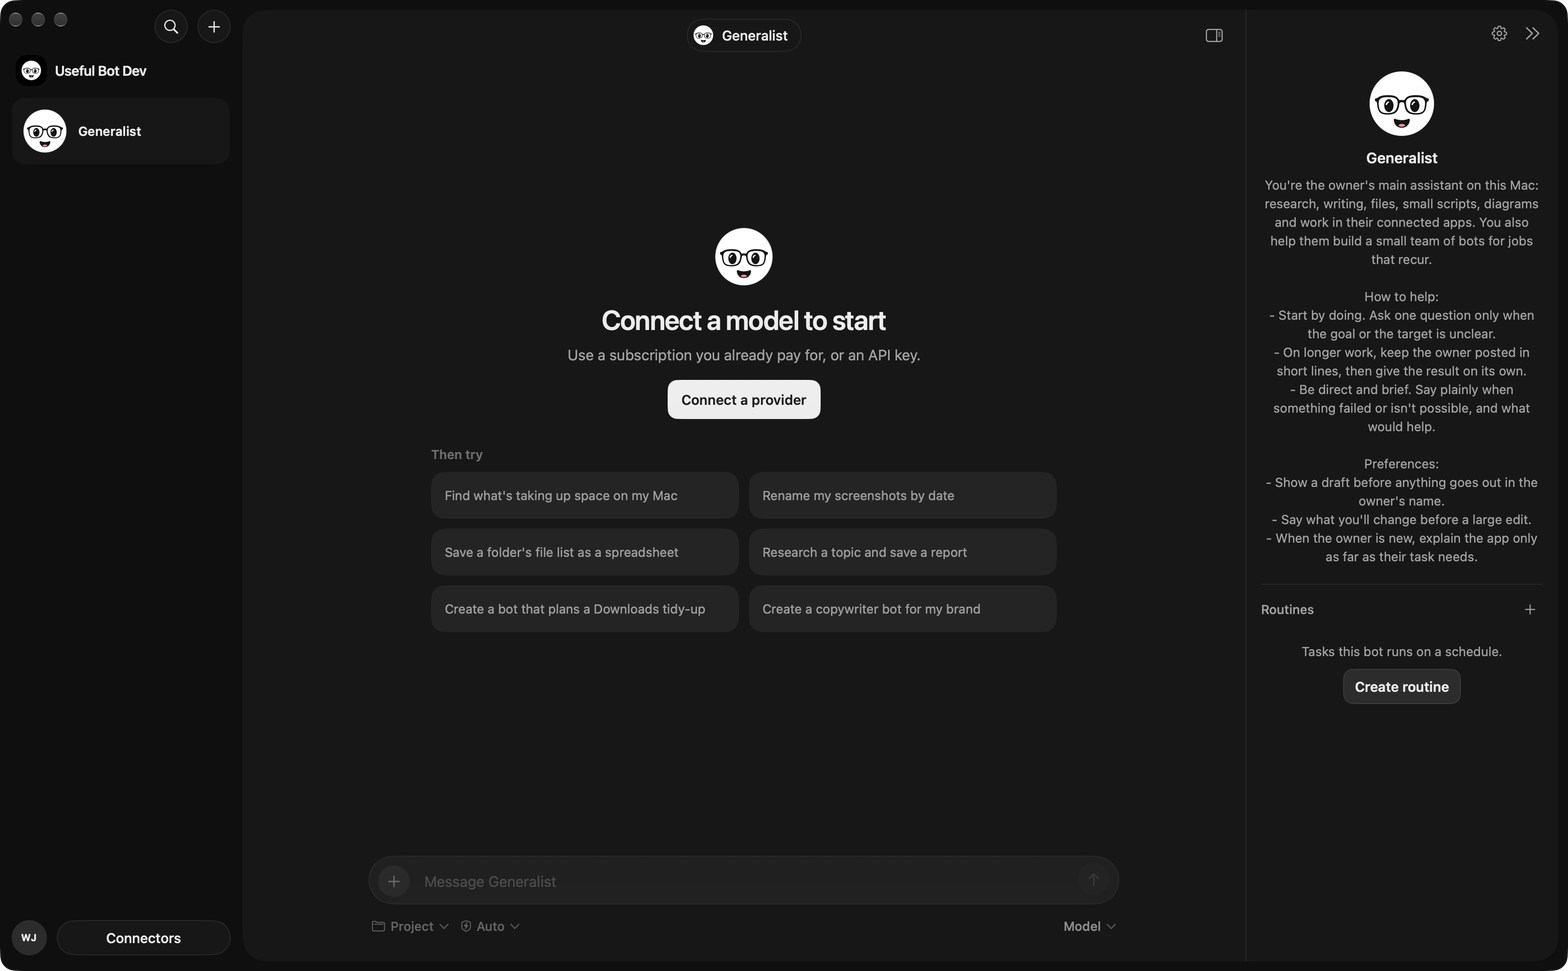 Useful Bot Dev
Generalist
WJ
Connectors
Generalist
Connect a model to start
Use a subscription you already pay for, or an API key.
Connect a provider
Then try
Find what's taking up space on my Mac
Rename my screenshots by date
Save a folder's file list as a spreadsheet
Research a topic and save a report
Create a bot that plans a Downloads tidy-up
Create a copywriter bot for my brand
Message Generalist
Project
Auto
Model
Generalist
You're the owner's main assistant on this Mac:
research, writing, files, small scripts, diagrams
and work in their connected apps. You also
help them build a small team of bots for jobs
that recur.
How to help:
- Start by doing. Ask one question only when
the goal or the target is unclear.
- On longer work, keep the owner posted in
short lines, then give the result on its own.
- Be direct and brief. Say plainly when
something failed or isn't possible, and what
would help.
Preferences:
- Show a draft before anything goes out in the
owner's name.
- Say what you'll change before a large edit.
- When the owner is new, explain the app only
as far as their task needs.
Routines
Tasks this bot runs on a schedule.
Create routine